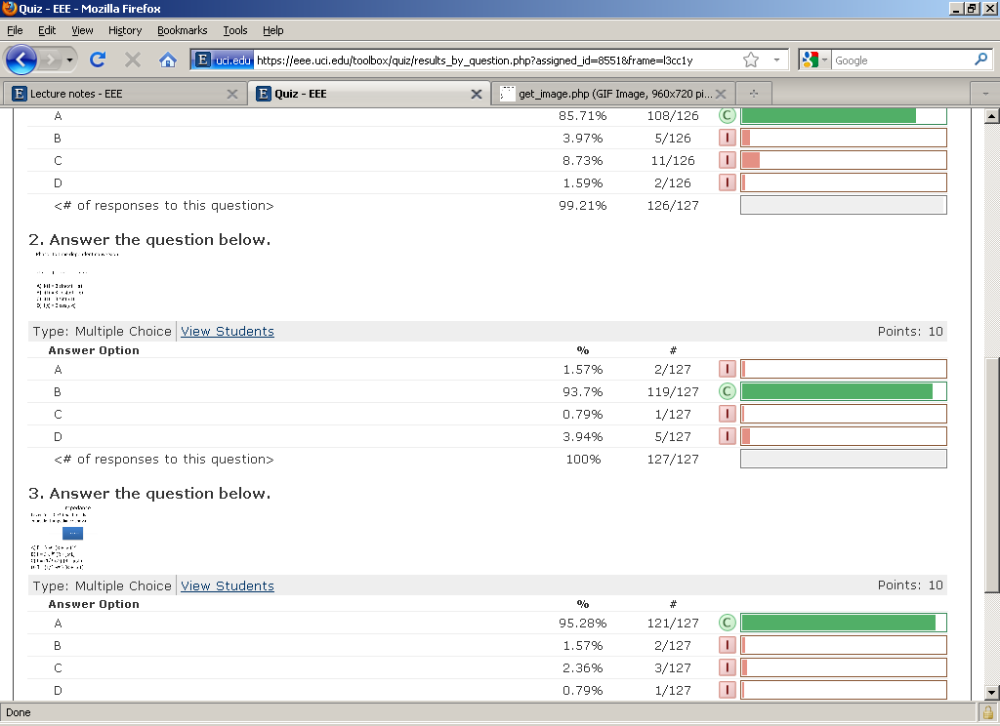 Quiz - EEE - Mozilla Firefox
File Edit View History Bookmarks Tools Help
E uci.edu https://eee.uci.edu/toolbox/quiz/results_by_question.php?assigned_id=8551&frame=l3cc1y Google
E Lecture notes - EEE E Quiz - EEE get_image.php (GIF Image, 960x720 pi...
A 85.71% 108/126 C
B 3.97% 5/126 I
C 8.73% 11/126 I
D 1.59% 2/126 I
<# of responses to this question> 99.21% 126/127
2. Answer the question below.
Type: Multiple Choice View Students Points: 10
Answer Option % #
A 1.57% 2/127 I
B 93.7% 119/127 C
C 0.79% 1/127 I
D 3.94% 5/127 I
<# of responses to this question> 100% 127/127
3. Answer the question below.
Type: Multiple Choice View Students Points: 10
Answer Option % #
A 95.28% 121/127 C
B 1.57% 2/127 I
C 2.36% 3/127 I
D 0.79% 1/127 I
Done